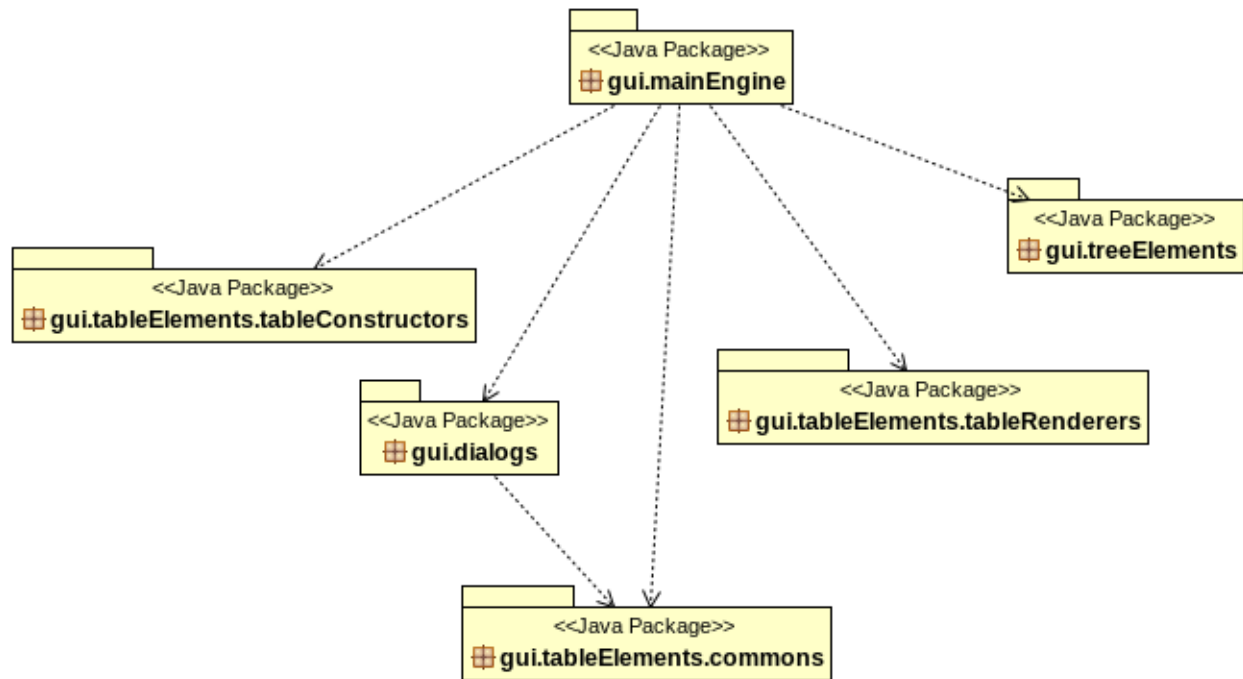 <<Java Package>>
gui.mainEngine
<<Java Package>>
gui.treeElements
<<Java Package>>
gui.tableElements.tableConstructors
<<Java Package>>
gui.tableElements.tableRenderers
<<Java Package>>
gui.dialogs
<<Java Package>>
gui.tableElements.commons